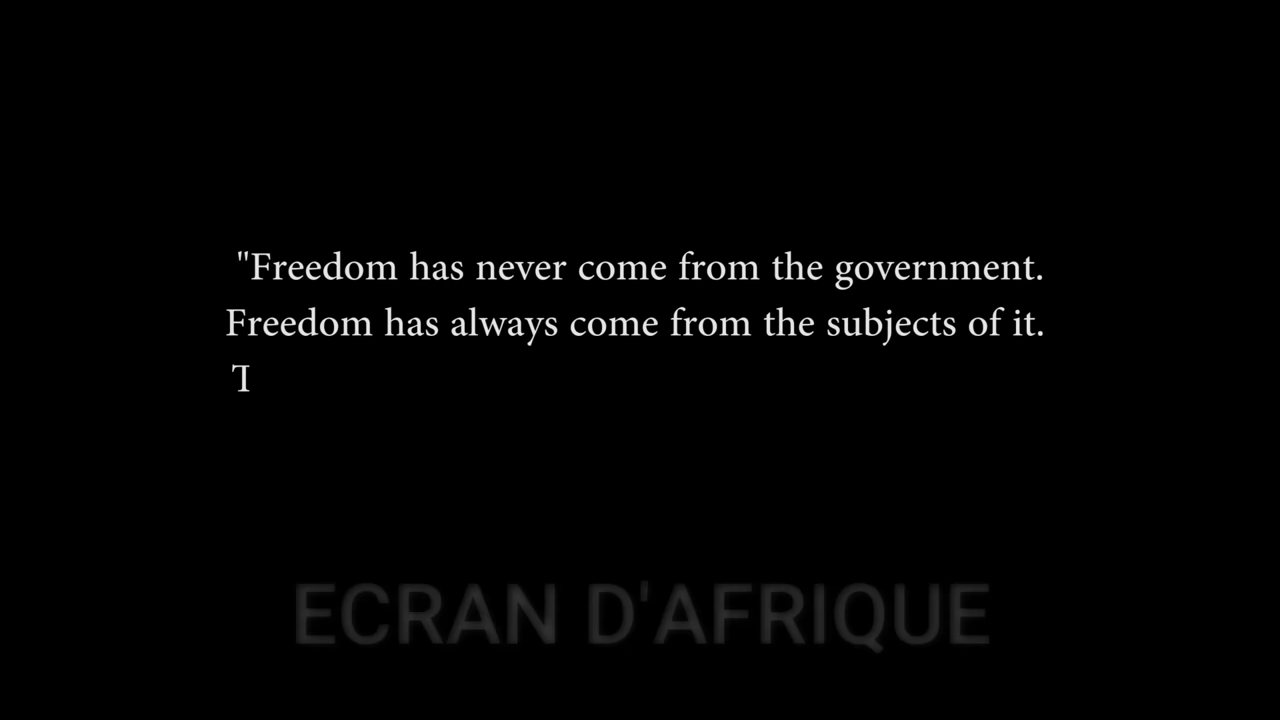 "Freedom has never come from the government.
Freedom has always come from the subjects of it.
T
ECRAN D'AFRIQUE